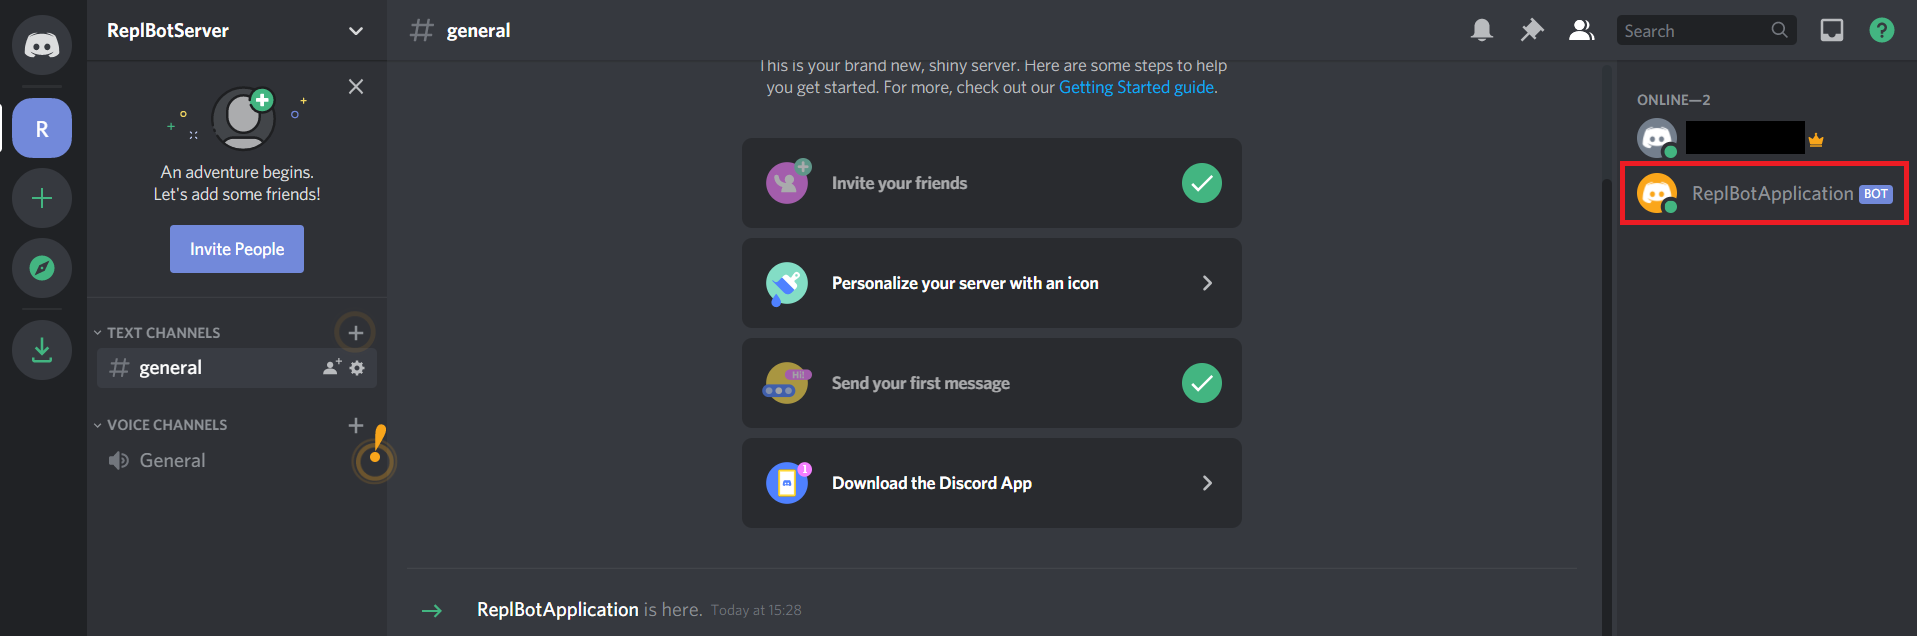 ReplBotServer
general
Search
?
This is your brand new, shiny server. Here are some steps to help
you get started. For more, check out our Getting Started guide.
R
An adventure begins.
Let's add some friends!
Invite People
TEXT CHANNELS
general
VOICE CHANNELS
General
Invite your friends
Personalize your server with an icon
Hi!
Send your first message
1
Download the Discord App
ReplBotApplication is here. Today at 15:28
ONLINE—2
ReplBotApplication BOT